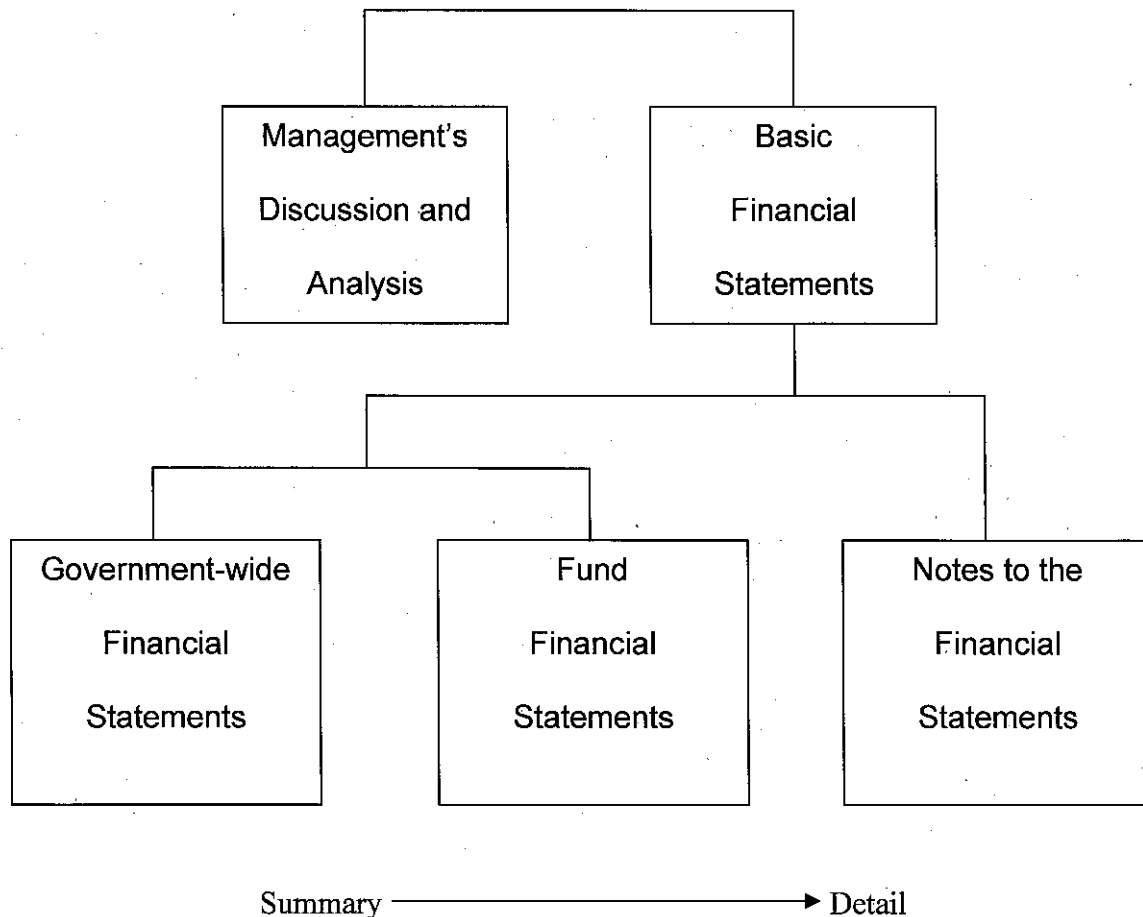 Management's
Discussion and
Analysis
Basic
Financial
Statements
Government-wide
Financial
Statements
Fund
Financial
Statements
Notes to the
Financial
Statements
Summary
Detail